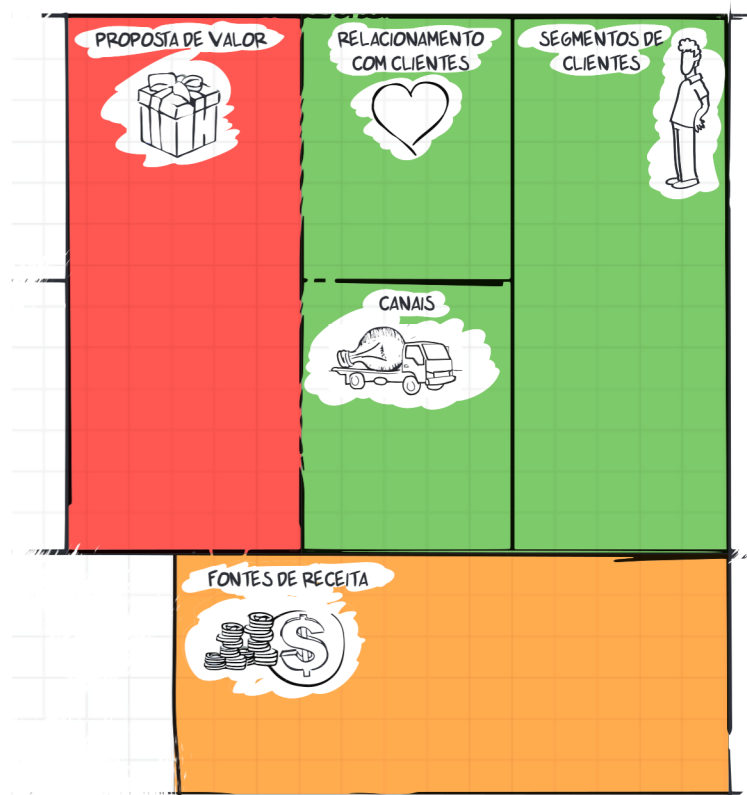 PROPOSTA DE VALOR
RELACIONAMENTO
COM CLIENTES
SEGMENTOS DE
CLIENTES
CANAIS
FONTES DE RECEITA
$